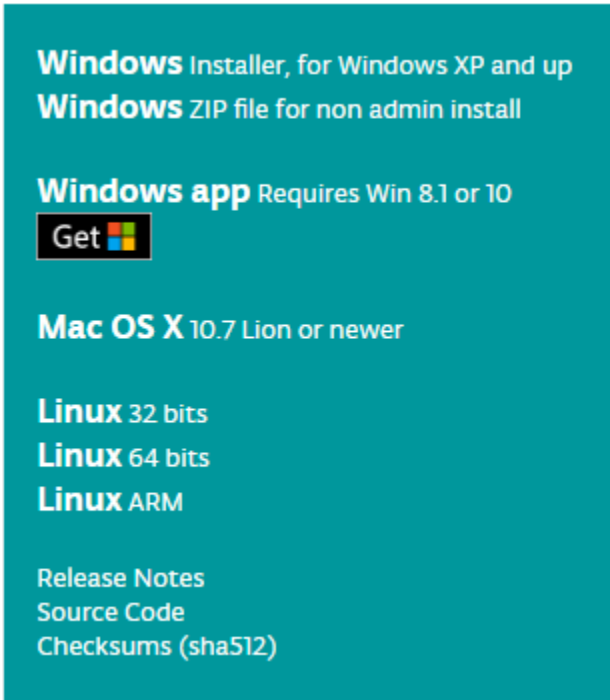 Windows Installer, for Windows XP and up
Windows ZIP file for non admin install
Windows app Requires Win 8.1 or 10
Get
Mac OS X 10.7 Lion or newer
Linux 32 bits
Linux 64 bits
Linux ARM
Release Notes
Source Code
Checksums (sha512)